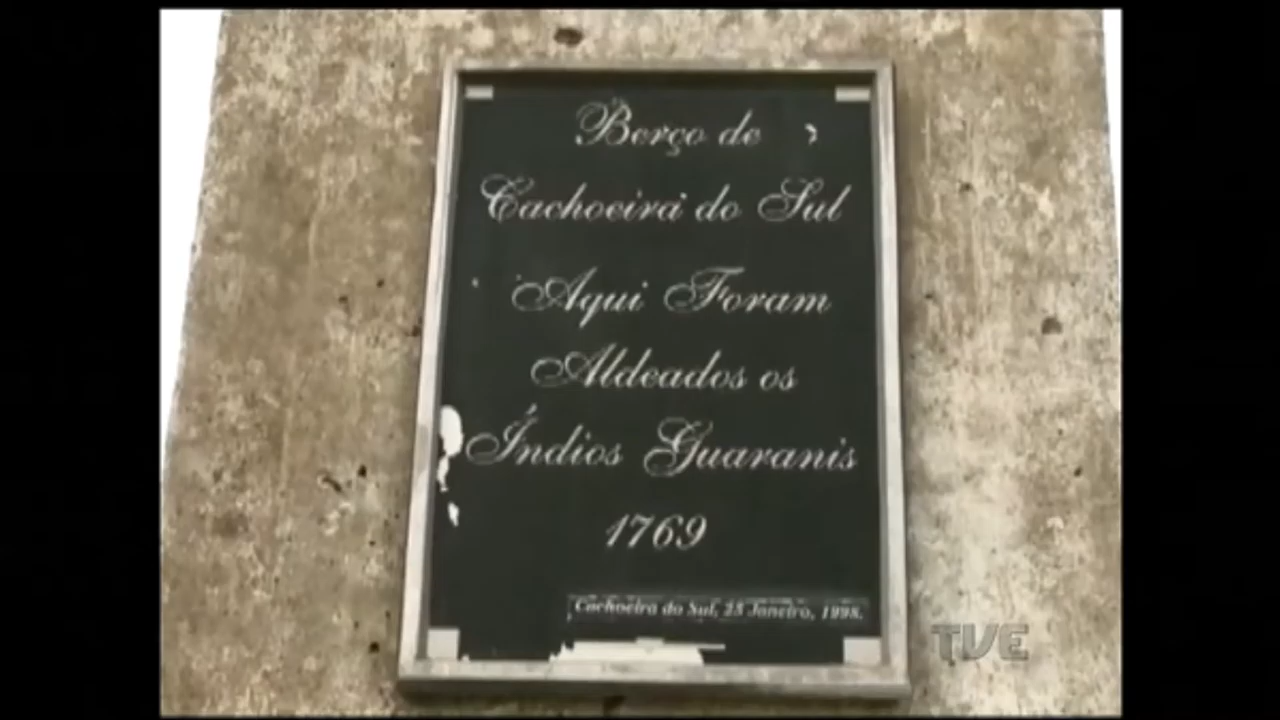 Berço de
Cachoeira do Sul
Aqui Foram
Aldeados os
Índios Guaranis
1769
Cachoeira do Sul, 25 Janeiro, 1998.
TVE